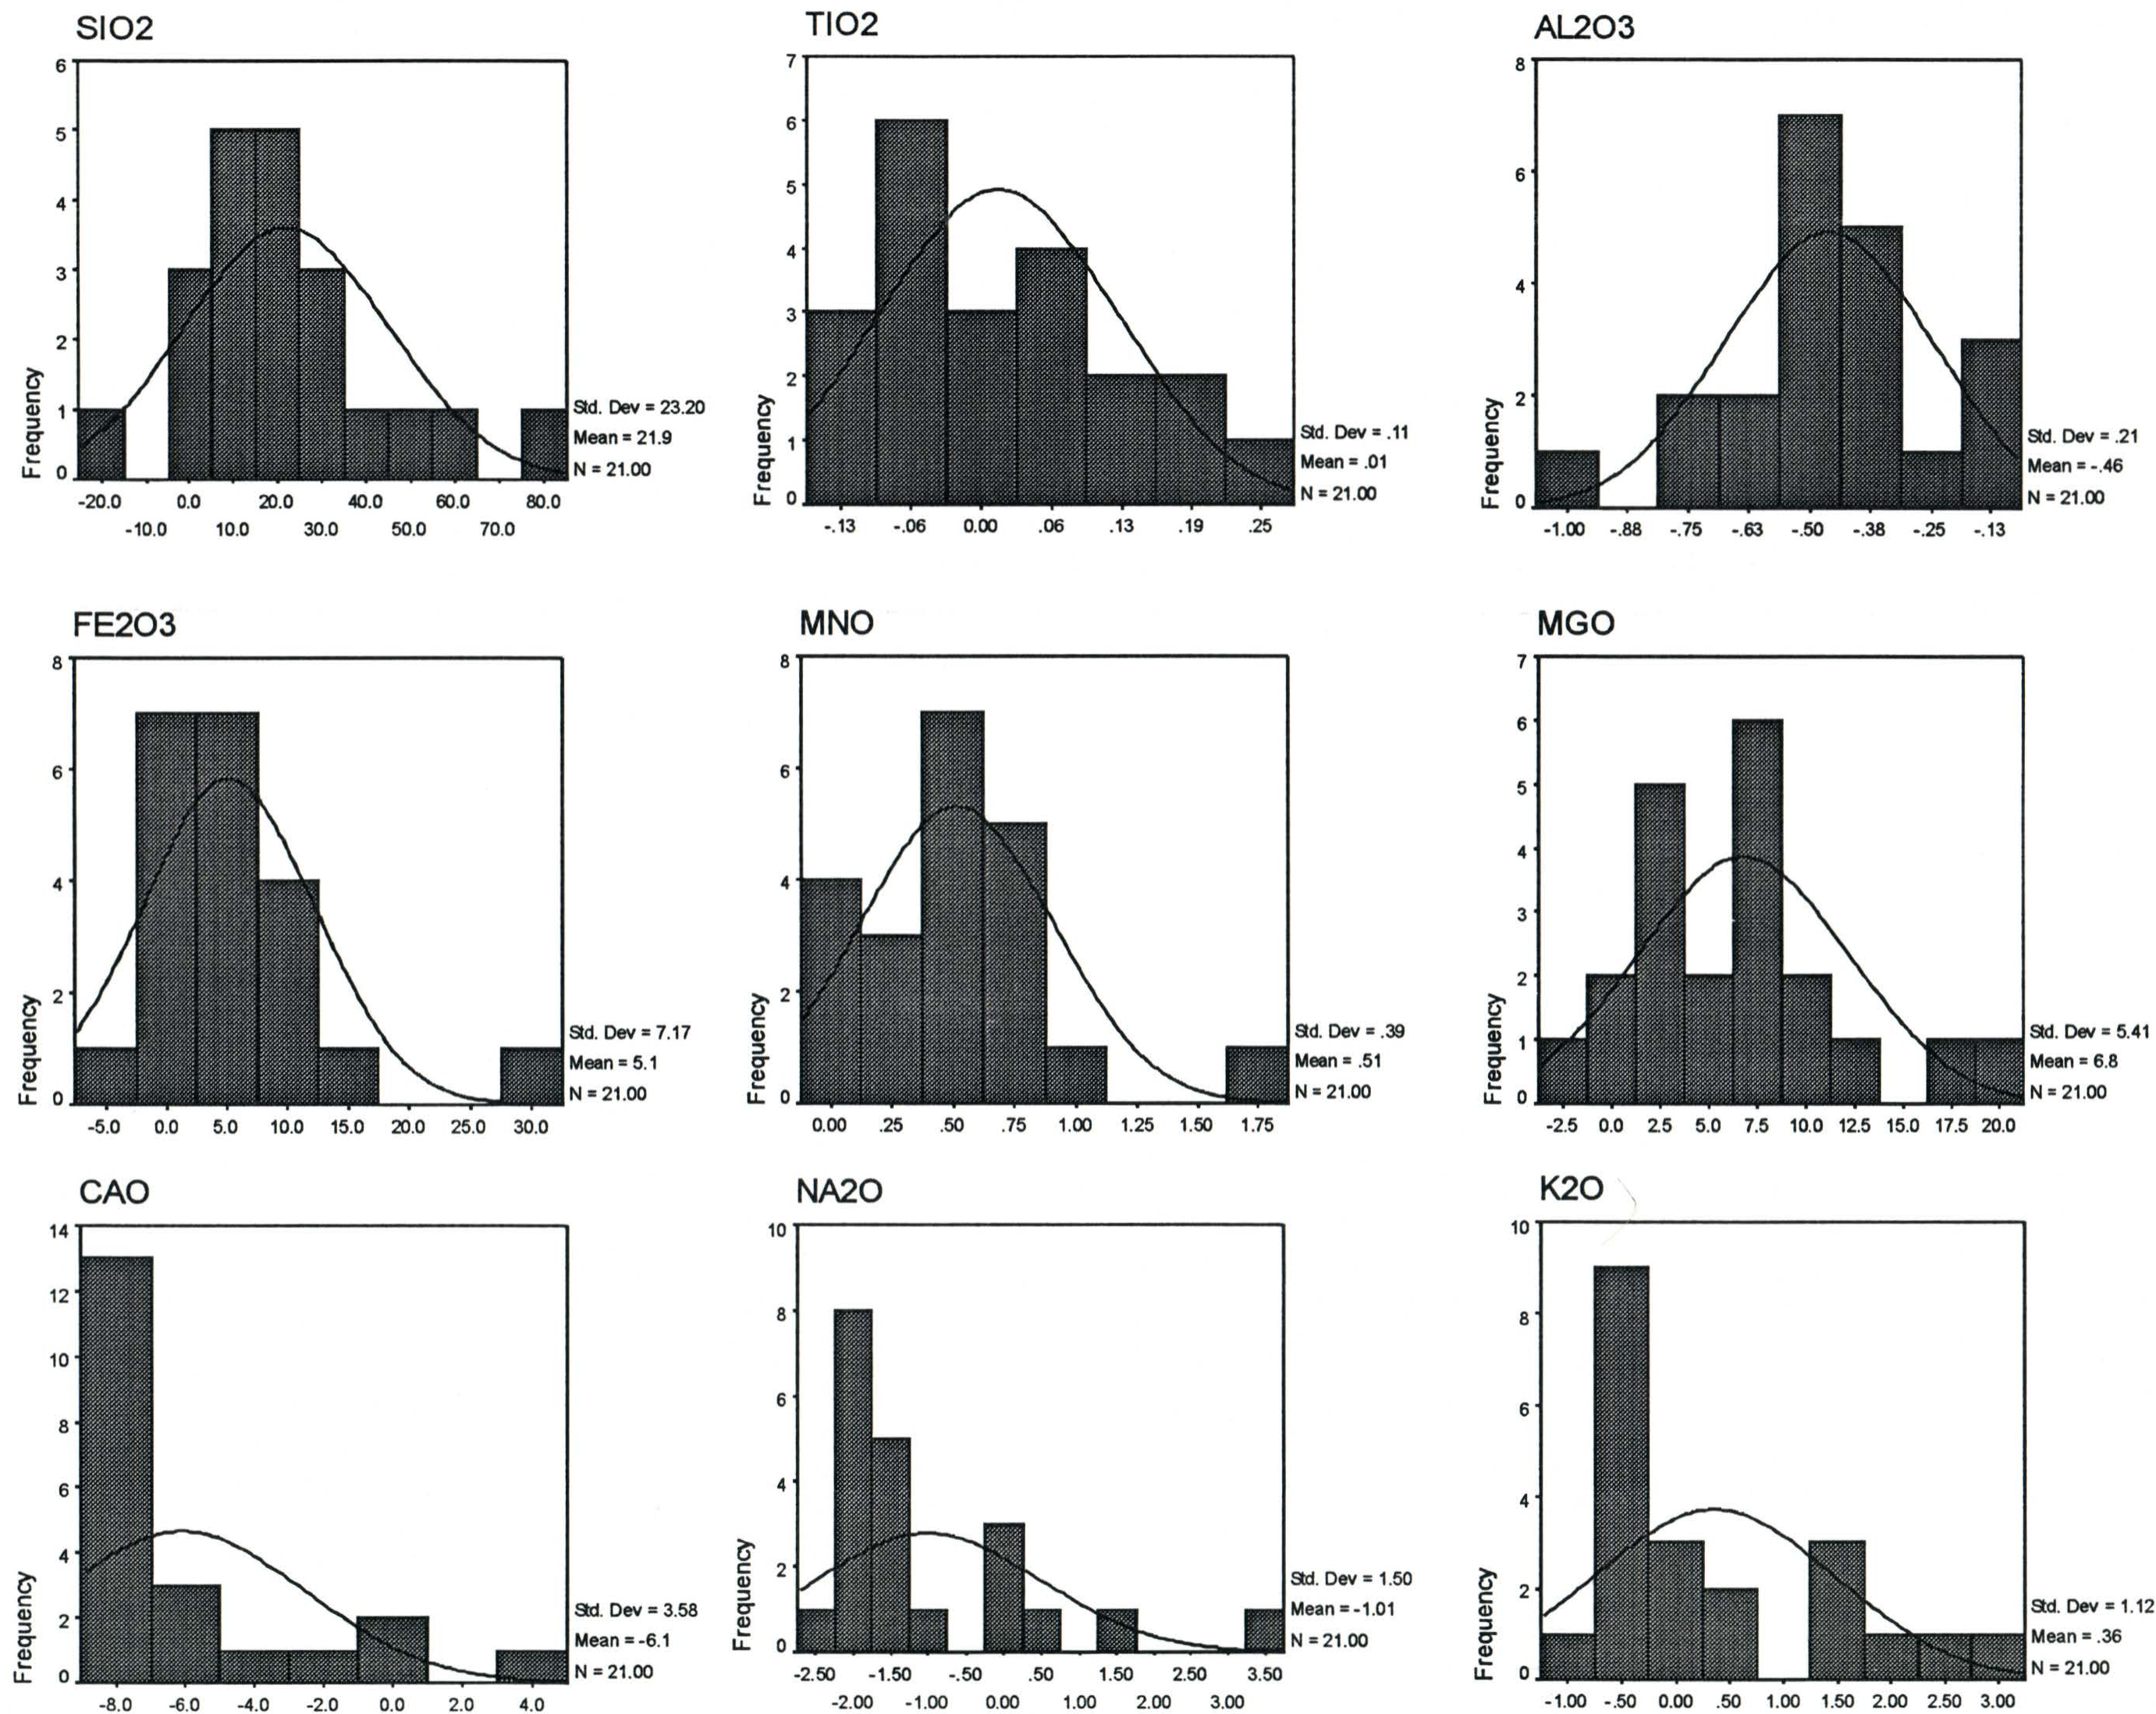 SIO2
6
5
4
3
2
1
0
Frequency
-20.0 0.0 20.0 40.0 60.0 80.0
-10.0 10.0 30.0 50.0 70.0
Std. Dev = 23.20
Mean = 21.9
N = 21.00
TIO2
7
6
5
4
3
2
1
0
Frequency
-.13 -.06 0.00 .06 .13 .19 .25
Std. Dev = .11
Mean = .01
N = 21.00
AL2O3
8
6
4
2
0
Frequency
-1.00 -.88 -.75 -.63 -.50 -.38 -.25 -.13
Std. Dev = .21
Mean = -.46
N = 21.00
FE2O3
8
6
4
2
0
Frequency
-5.0 0.0 5.0 10.0 15.0 20.0 25.0 30.0
Std. Dev = 7.17
Mean = 5.1
N = 21.00
MNO
8
6
4
2
0
Frequency
0.00 .25 .50 .75 1.00 1.25 1.50 1.75
Std. Dev = .39
Mean = .51
N = 21.00
MGO
7
6
5
4
3
2
1
0
Frequency
-2.5 0.0 2.5 5.0 7.5 10.0 12.5 15.0 17.5 20.0
Std. Dev = 5.41
Mean = 6.8
N = 21.00
CAO
14
12
10
8
6
4
2
0
Frequency
-8.0 -6.0 -4.0 -2.0 0.0 2.0 4.0
Std. Dev = 3.58
Mean = -6.1
N = 21.00
NA2O
10
8
6
4
2
0
Frequency
-2.50 -1.50 -.50 .50 1.50 2.50 3.50
-2.00 -1.00 0.00 1.00 2.00 3.00
Std. Dev = 1.50
Mean = -1.01
N = 21.00
K2O
10
8
6
4
2
0
Frequency
-1.00 -.50 0.00 .50 1.00 1.50 2.00 2.50 3.00
Std. Dev = 1.12
Mean = .36
N = 21.00